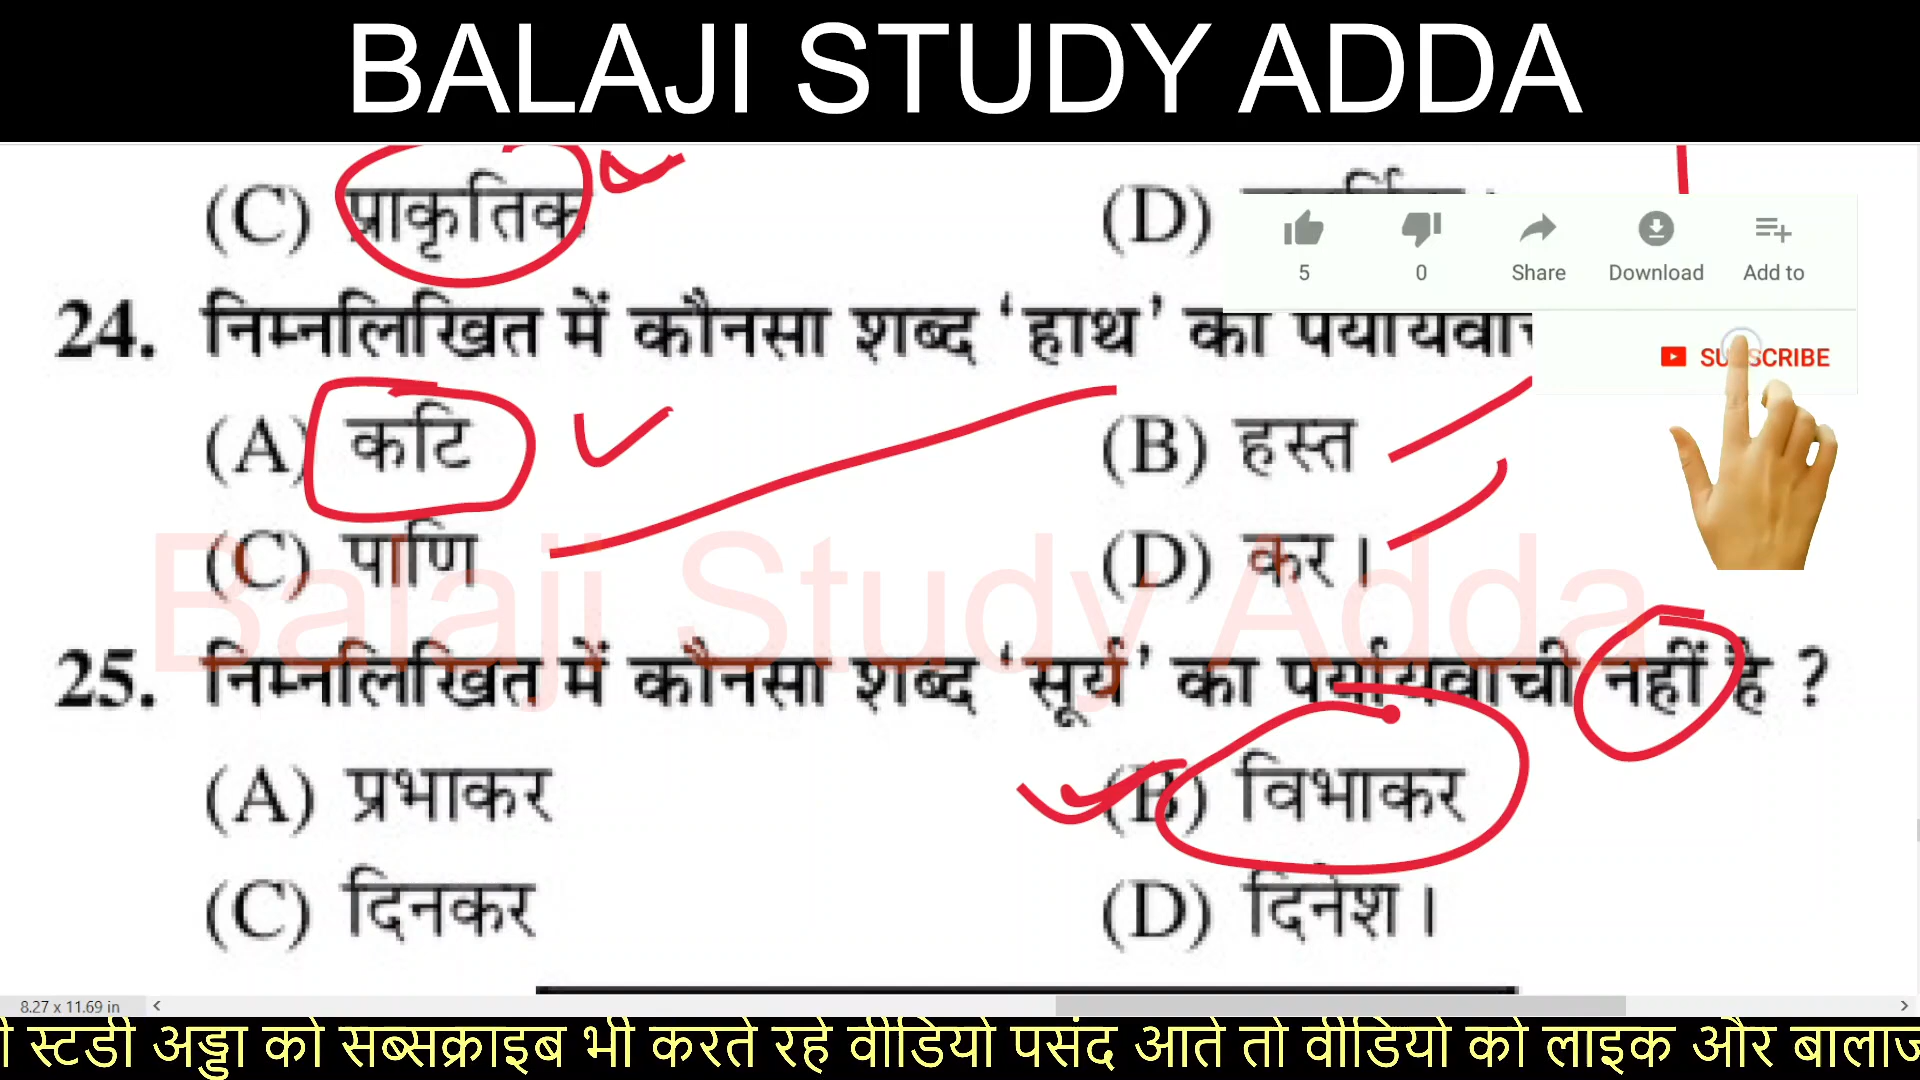 BALAJI STUDY ADDA
(C) प्राकृतिक
(D)
5 0 Share Download Add to
24. निम्नलिखित में कौनसा शब्द ‘हाथ’ का
SUBSCRIBE
(A) कटि (B) हस्त
(C) पाणि (D) कर।
Balaji Study Adda
25. निम्नलिखित में कौनसा शब्द ‘सूर्य’ का पर्यायवाची नहीं है ?
(A) प्रभाकर (B) विभाकर
(C) दिनकर (D) दिनेश।
8.27 x 11.69 in
स्टडी अड्डा को सब्सक्राइब भी करते रहे वीडियो पसंद आते तो वीडियो को लाइक और